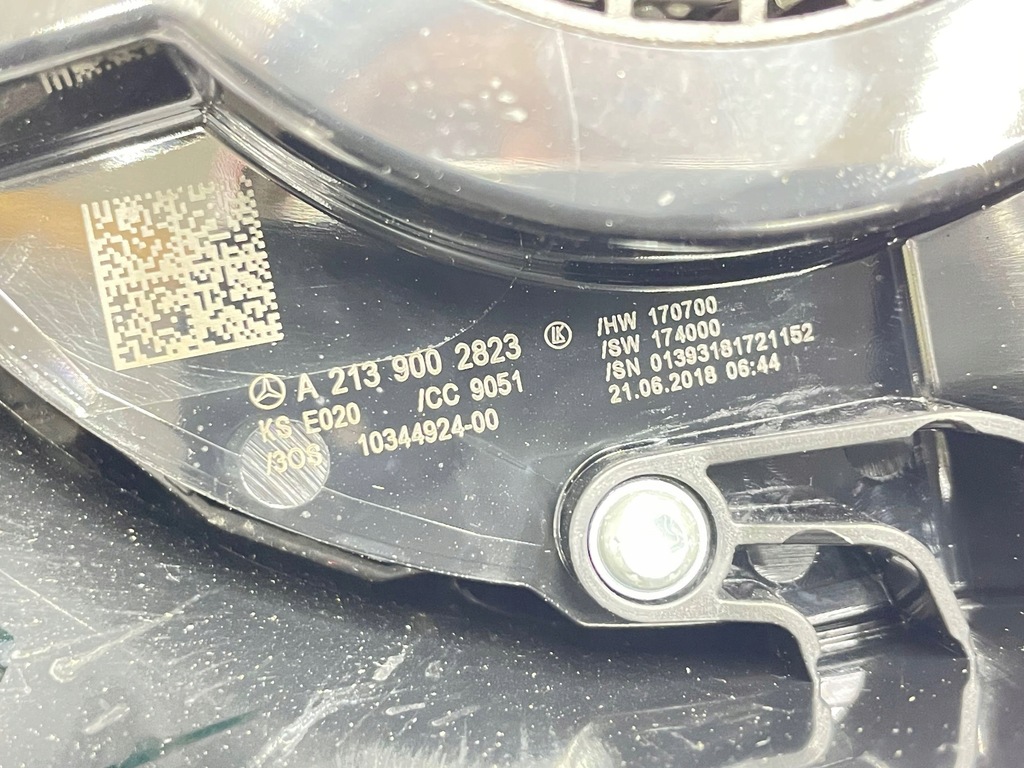 A 213 900 2823
KS E020 /CC 9051
/3OS 10344924-00
LK
/HW 170700
/SW 174000
/SN 01393181721152
21.06.2018 06:44